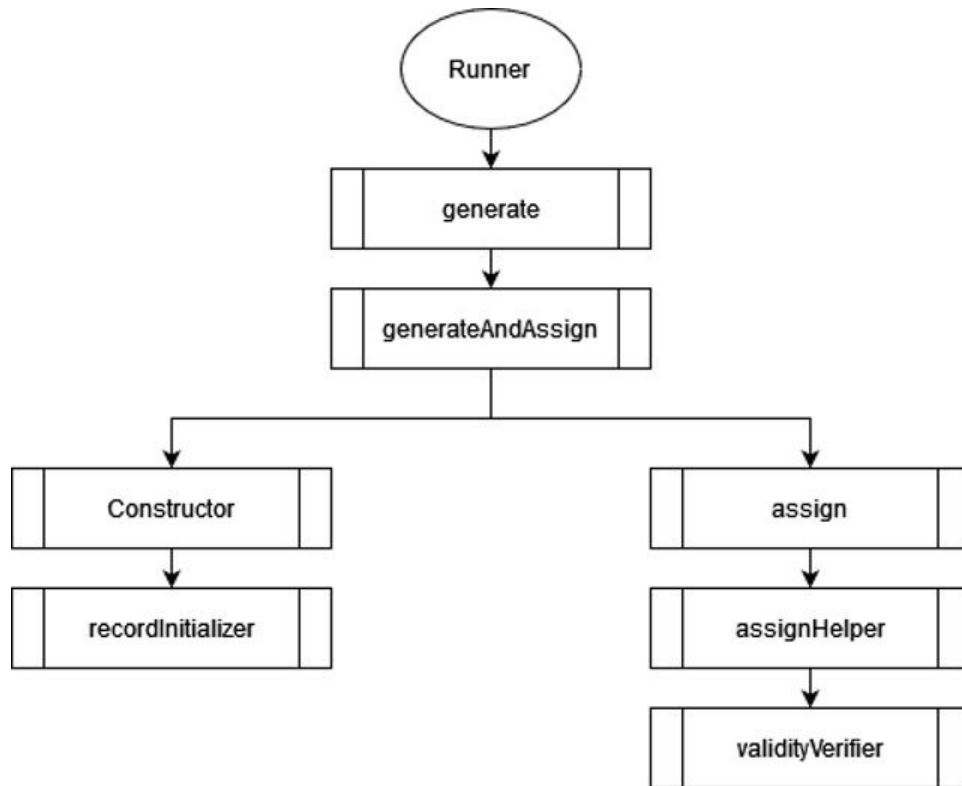 Runner
generate
generateAndAssign
Constructor
assign
recordInitializer
assignHelper
validityVerifier